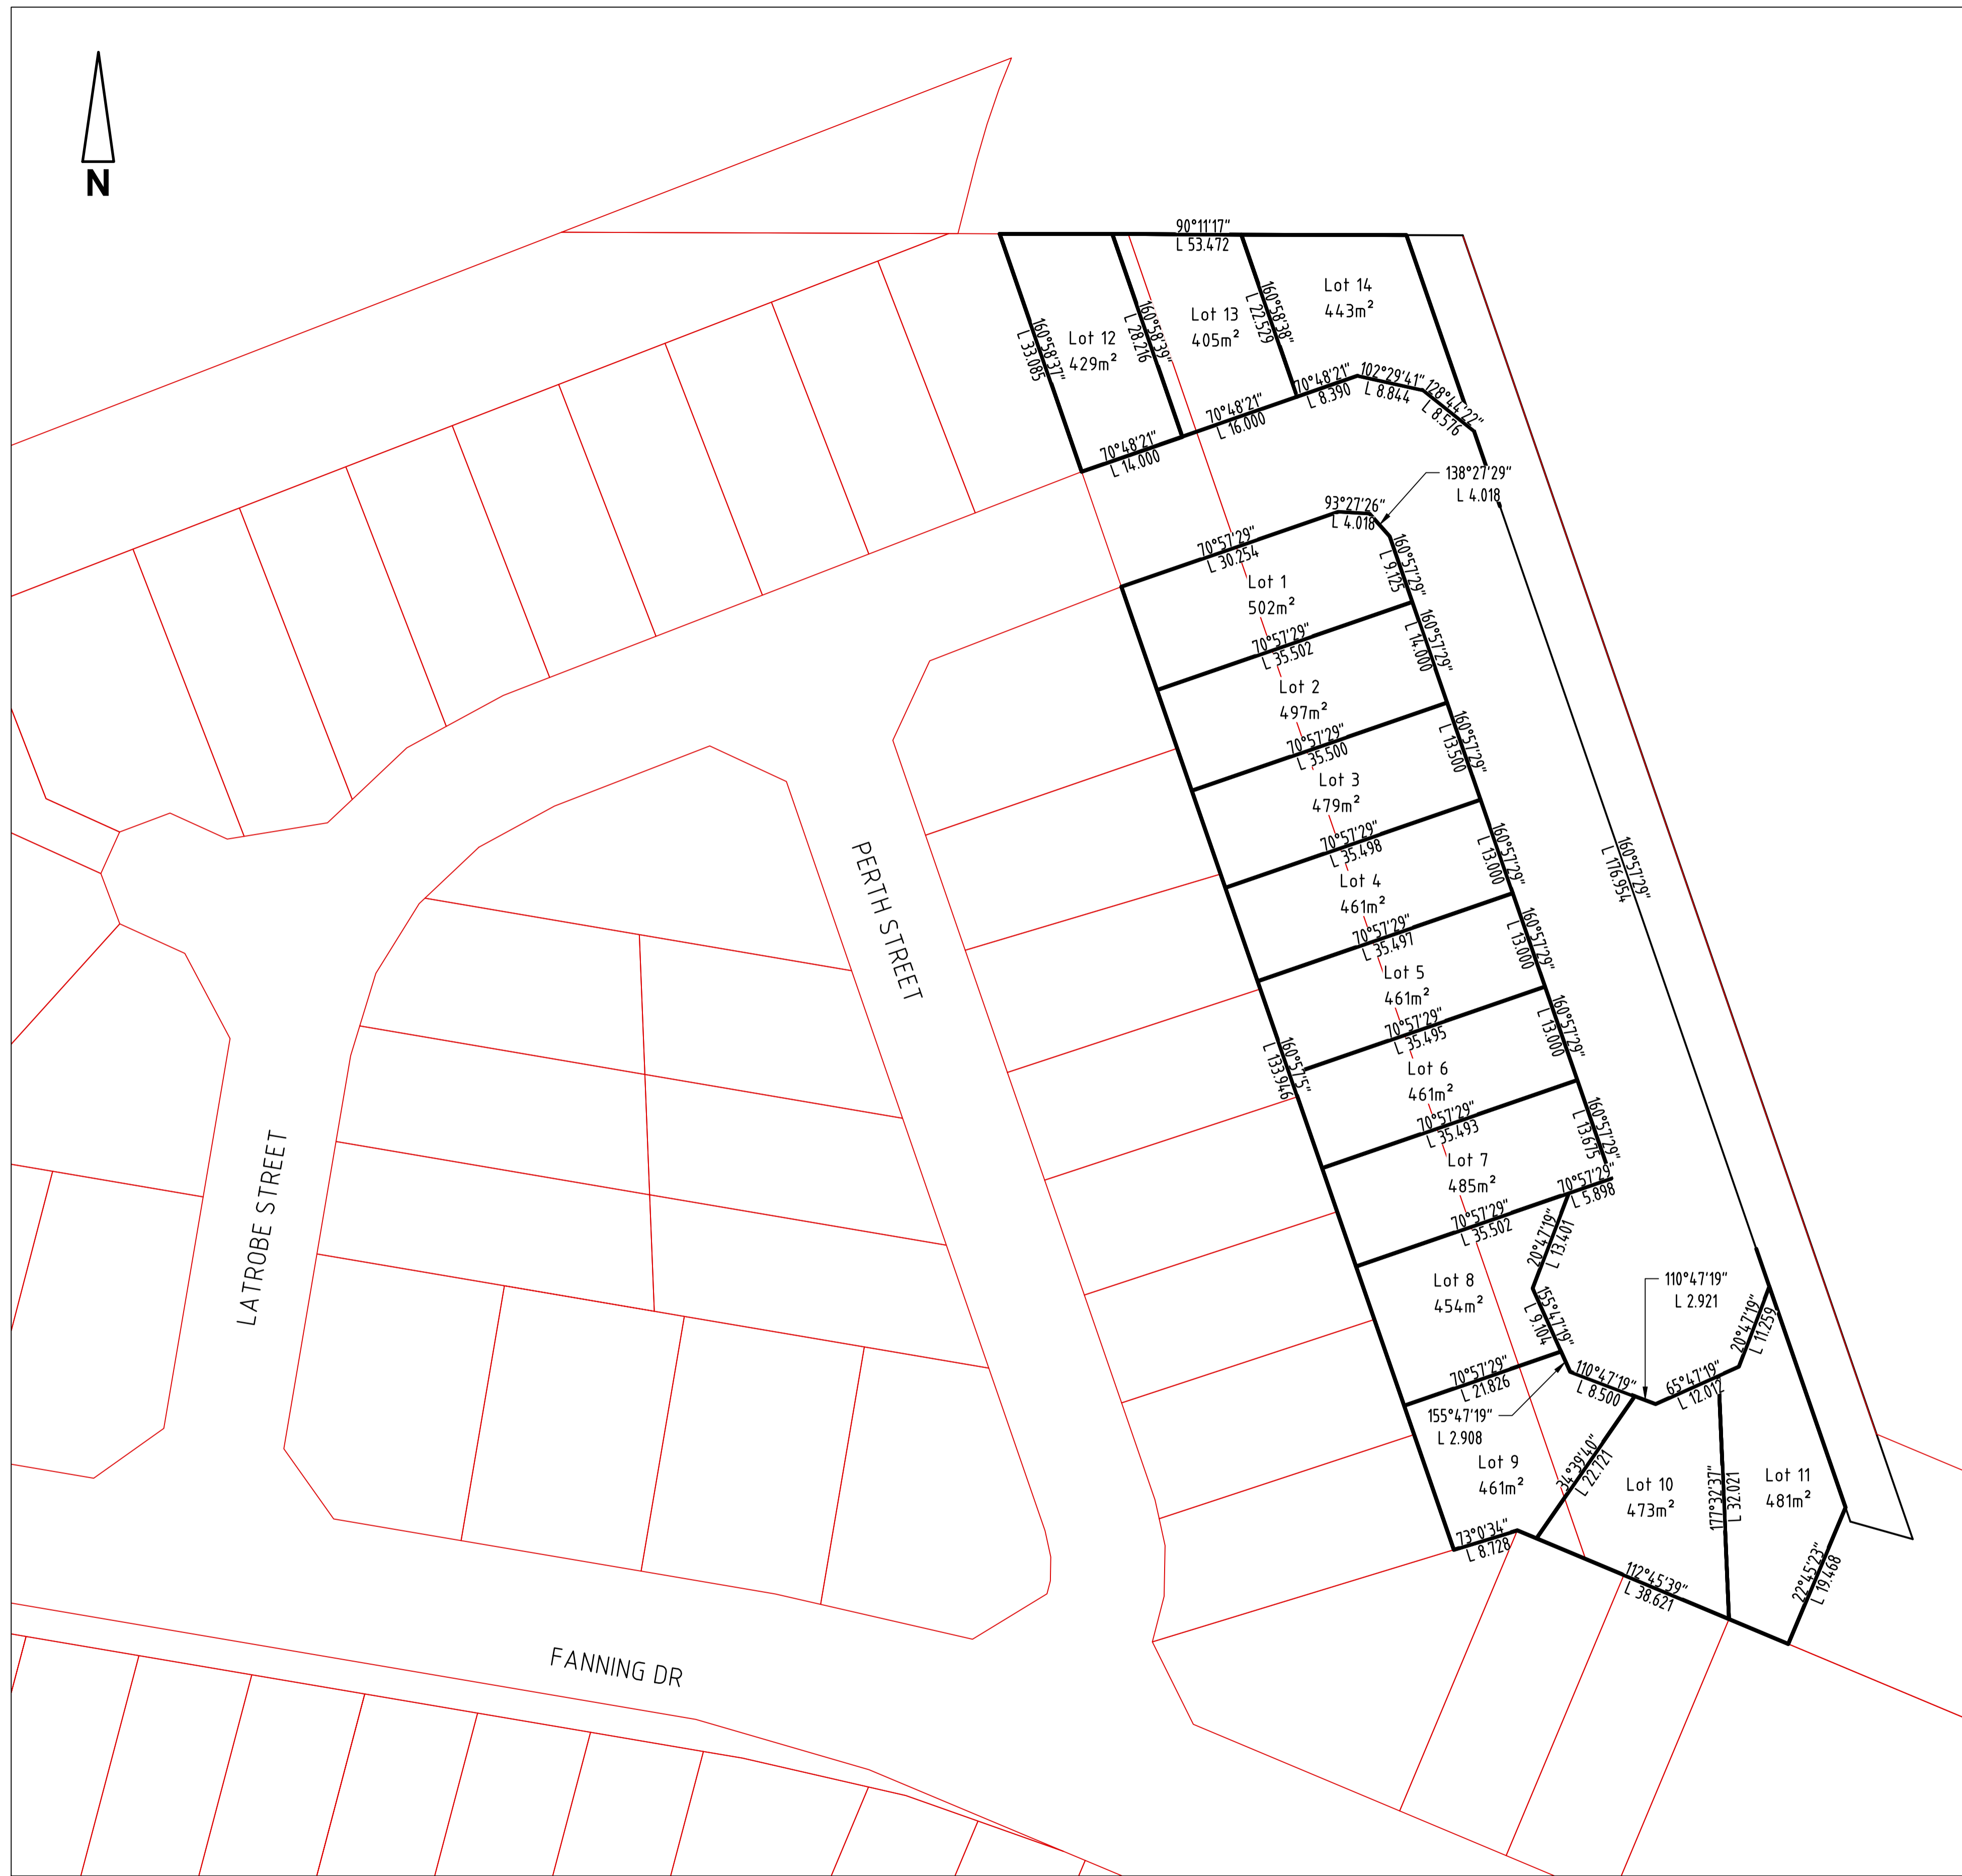 N
90°11'17"
L 53.472
Lot 14
443m²
Lot 13
405m²
Lot 12
429m²
160°58'37"
L 33.085
160°58'39"
L 28.216
160°58'38"
L 22.529
70°48'21"
L 14.000
70°48'21"
L 16.000
70°48'21"
L 8.390
102°29'41"
L 8.844
128°44'22"
L 8.576
138°27'29"
L 4.018
93°27'26"
L 4.018
70°57'29"
L 30.254
160°57'29"
L 9.125
Lot 1
502m²
70°57'29"
L 35.502
160°57'29"
L 14.000
Lot 2
497m²
70°57'29"
L 35.500
160°57'29"
L 13.500
Lot 3
479m²
70°57'29"
L 35.498
160°57'29"
L 13.000
Lot 4
461m²
70°57'29"
L 35.497
160°57'29"
L 13.000
Lot 5
461m²
70°57'29"
L 35.495
160°57'29"
L 13.000
Lot 6
461m²
70°57'29"
L 35.493
160°57'29"
L 13.675
Lot 7
485m²
70°57'29"
L 35.502
70°57'29"
L 5.898
160°57'29"
L 176.954
160°57'5"
L 133.946
PERTH STREET
LATROBE STREET
FANNING DR
20°47'19"
L 13.401
Lot 8
454m²
155°47'19"
L 9.104
110°47'19"
L 2.921
20°47'19"
L 11.259
70°57'29"
L 21.826
110°47'19"
L 8.500
65°47'19"
L 12.012
155°47'19"
L 2.908
Lot 9
461m²
34°39'40"
L 22.721
Lot 10
473m²
177°32'37"
L 32.021
Lot 11
481m²
73°0'34"
L 8.728
112°45'39"
L 38.621
22°45'23"
L 19.468